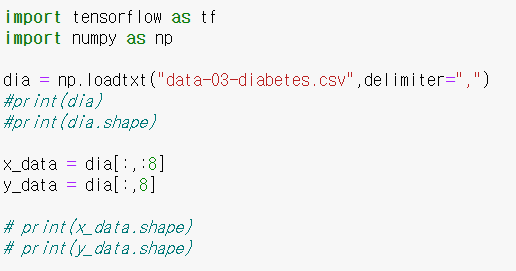 import tensorflow as tf
import numpy as np
dia = np.loadtxt("data-03-diabetes.csv",delimiter=",")
#print(dia)
#print(dia.shape)
x_data = dia[:,:8]
y_data = dia[:,8]
# print(x_data.shape)
# print(y_data.shape)